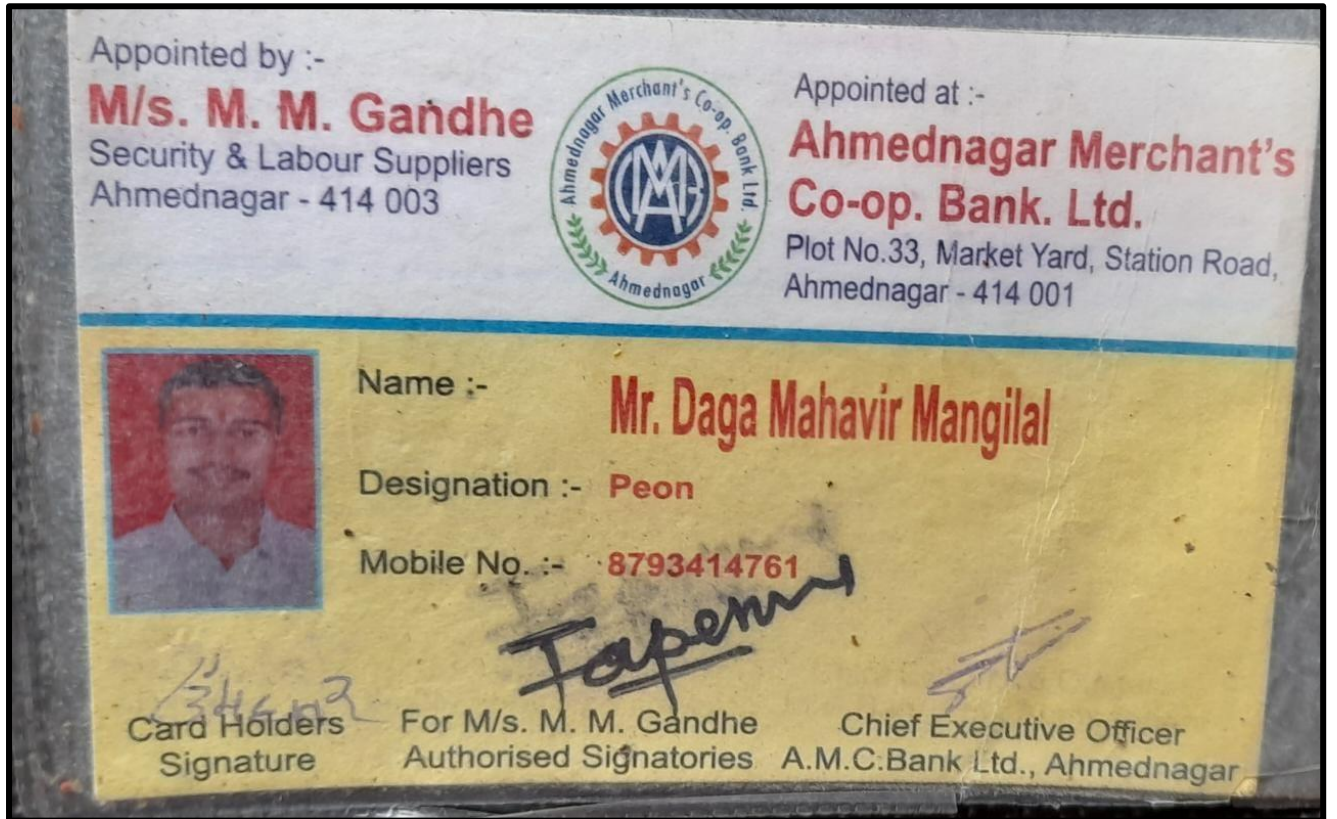 Appointed by :-
M/s. M. M. Gandhe
Security & Labour Suppliers
Ahmednagar - 414 003
Ahmednagar Merchant's Co-op. Bank Ltd.
Ahmednagar
Appointed at :-
Ahmednagar Merchant's
Co-op. Bank. Ltd.
Plot No.33, Market Yard, Station Road,
Ahmednagar - 414 001
Name :- Mr. Daga Mahavir Mangilal
Designation :- Peon
Mobile No. :- 8793414761
Card Holders
Signature
For M/s. M. M. Gandhe
Authorised Signatories
Chief Executive Officer
A.M.C.Bank Ltd., Ahmednagar